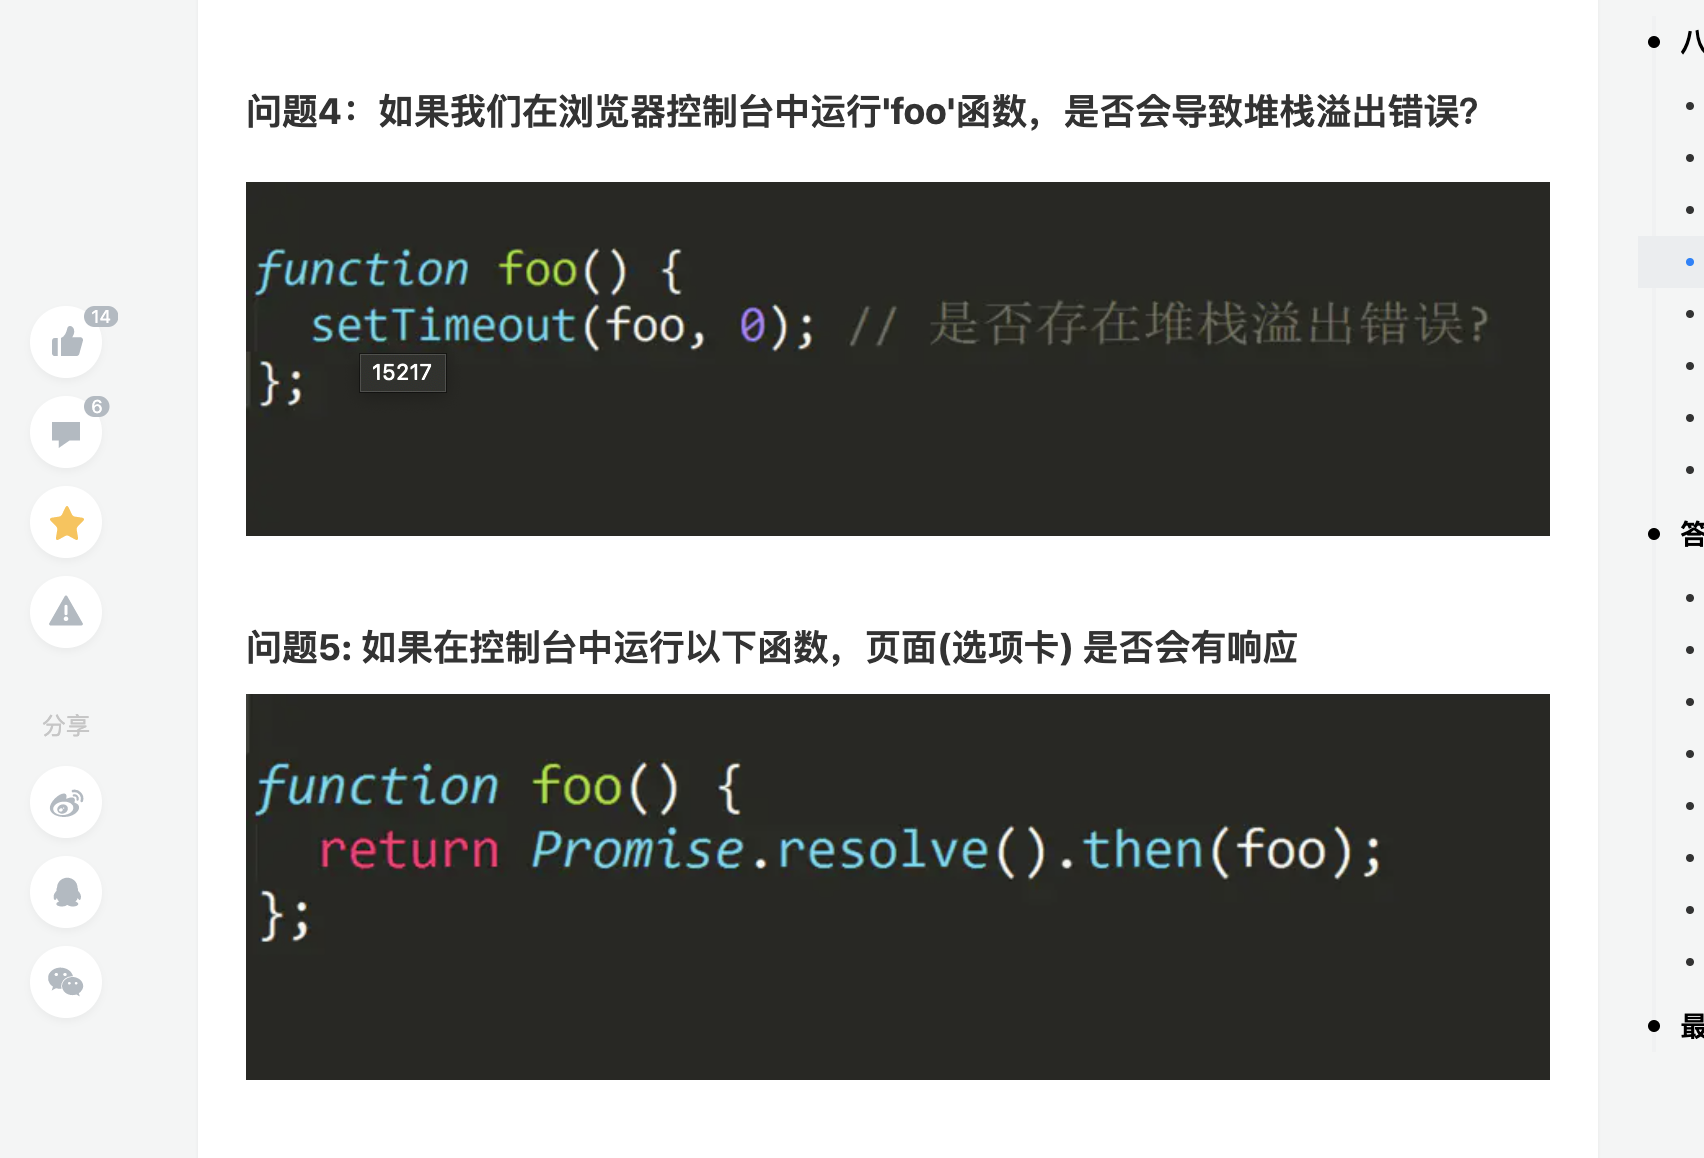 问题4：如果我们在浏览器控制台中运行'foo'函数，是否会导致堆栈溢出错误?
function foo() {
setTimeout(foo, 0); // 是否存在堆栈溢出错误?
};
15217
14
6
问题5: 如果在控制台中运行以下函数，页面(选项卡) 是否会有响应
function foo() {
return Promise.resolve().then(foo);
};
分享
八
答
最